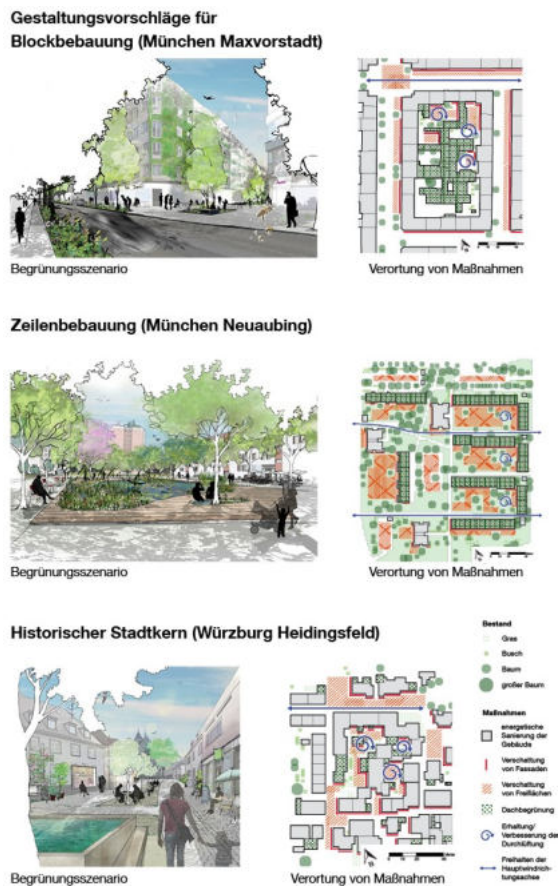 Gestaltungsvorschläge für
Blockbebauung (München Maxvorstadt)
Begrünungsszenario
Verortung von Maßnahmen
Zeilenbebauung (München Neuaubing)
Begrünungsszenario
Verortung von Maßnahmen
Historischer Stadtkern (Würzburg Heidingsfeld)
Begrünungsszenario
Verortung von Maßnahmen
Bestand
Gras
Busch
Baum
großer Baum
Maßnahmen
energetische
Sanierung der
Gebäude
Verschattung
von Fassaden
Verschattung
von Freiflächen
Dachbegrünung
Erhaltung/
Verbesserung der
Durchlüftung
Freihalten der
Hauptwindrich-
tungsachse